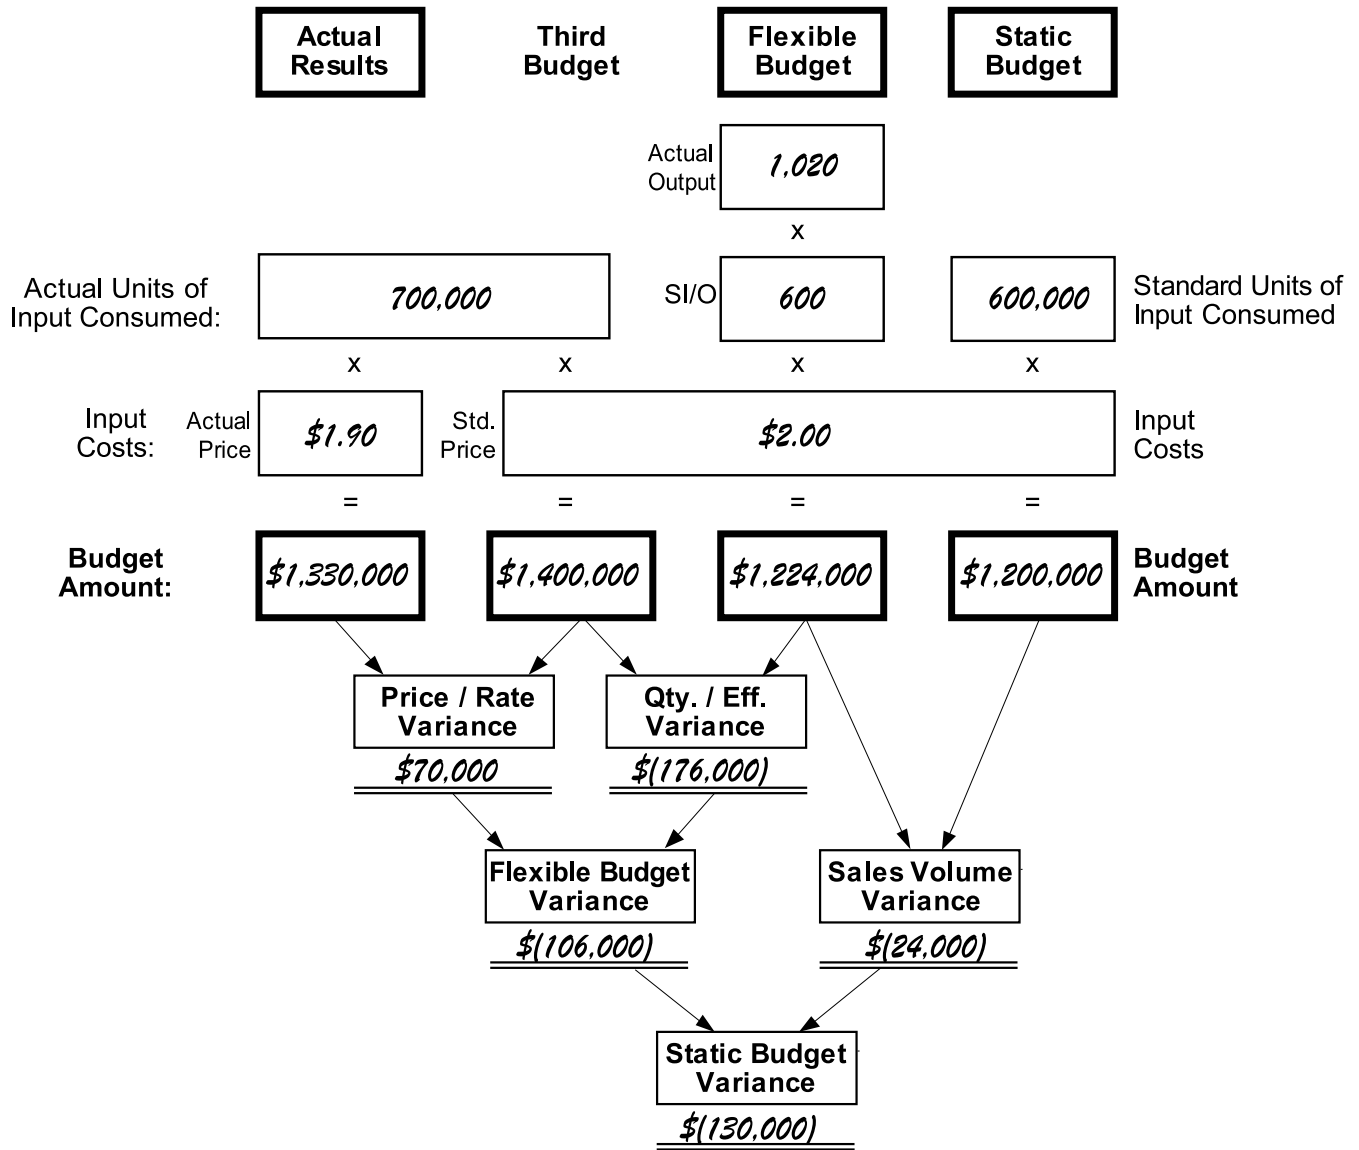 Actual Results
Third Budget
Flexible Budget
Static Budget
Actual Output
1,020
x
Actual Units of Input Consumed:
700,000
SI/O
600
600,000
Standard Units of Input Consumed
x
x
x
x
Input Costs:
Actual Price
$1.90
Std. Price
$2.00
Input Costs
=
=
=
=
Budget Amount:
$1,330,000
$1,400,000
$1,224,000
$1,200,000
Budget Amount
Price / Rate Variance
$70,000
Qty. / Eff. Variance
$(176,000)
Flexible Budget Variance
$(106,000)
Sales Volume Variance
$(24,000)
Static Budget Variance
$(130,000)